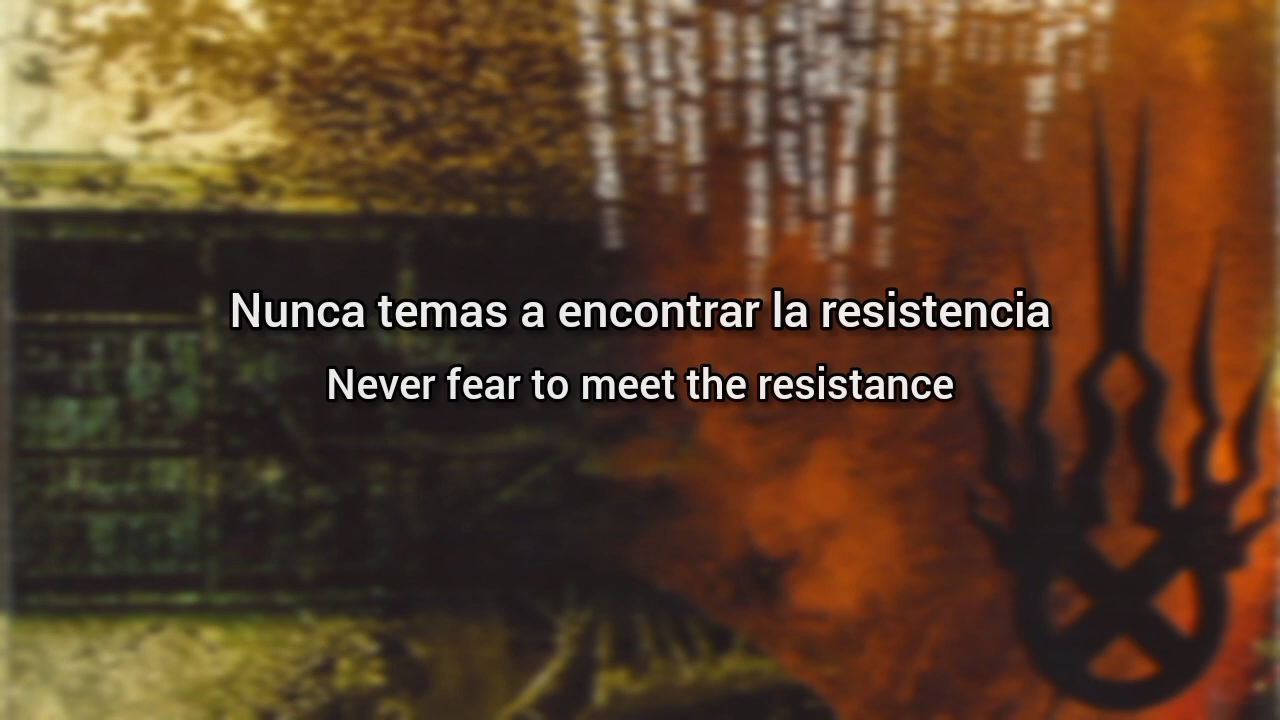 Nunca temas a encontrar la resistencia
Never fear to meet the resistance